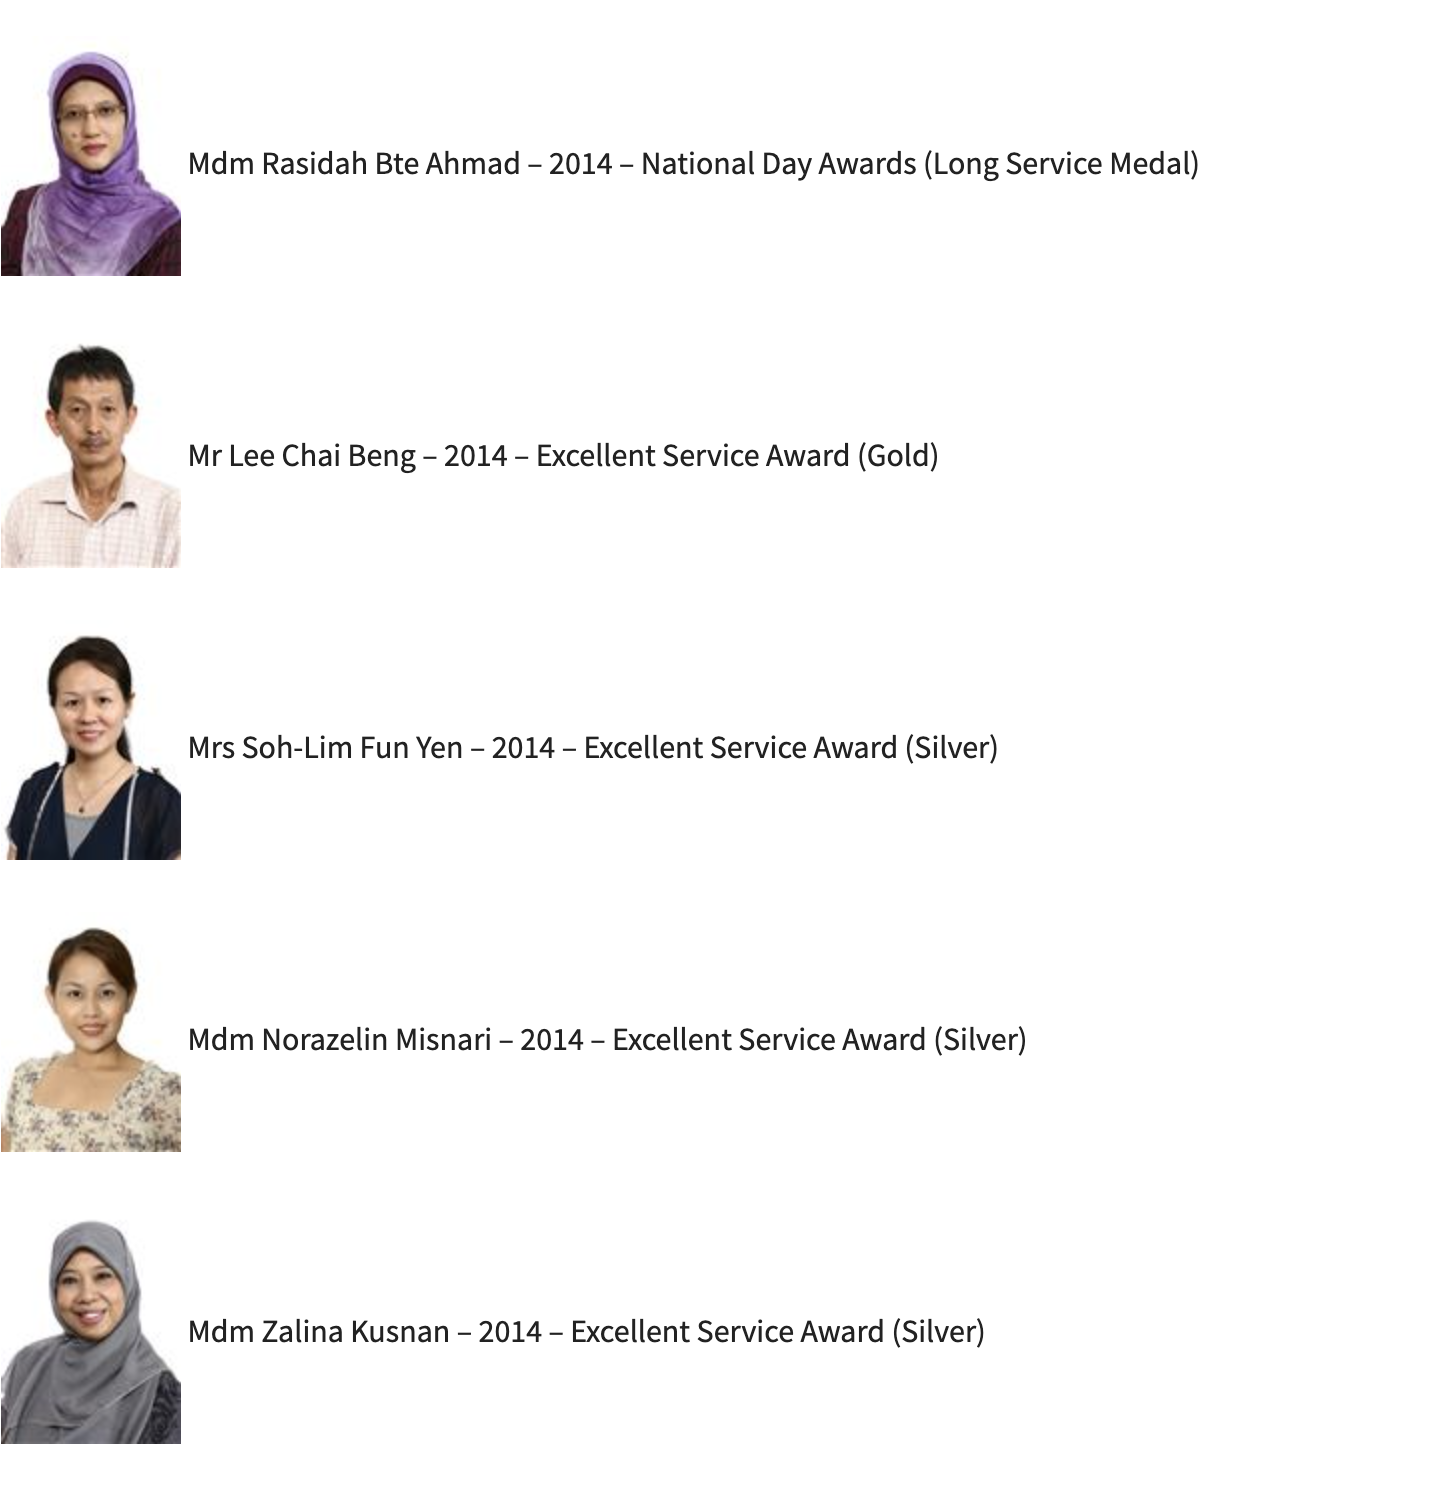 Mdm Rasidah Bte Ahmad – 2014 – National Day Awards (Long Service Medal)
Mr Lee Chai Beng – 2014 – Excellent Service Award (Gold)
Mrs Soh-Lim Fun Yen – 2014 – Excellent Service Award (Silver)
Mdm Norazelin Misnari – 2014 – Excellent Service Award (Silver)
Mdm Zalina Kusnan – 2014 – Excellent Service Award (Silver)